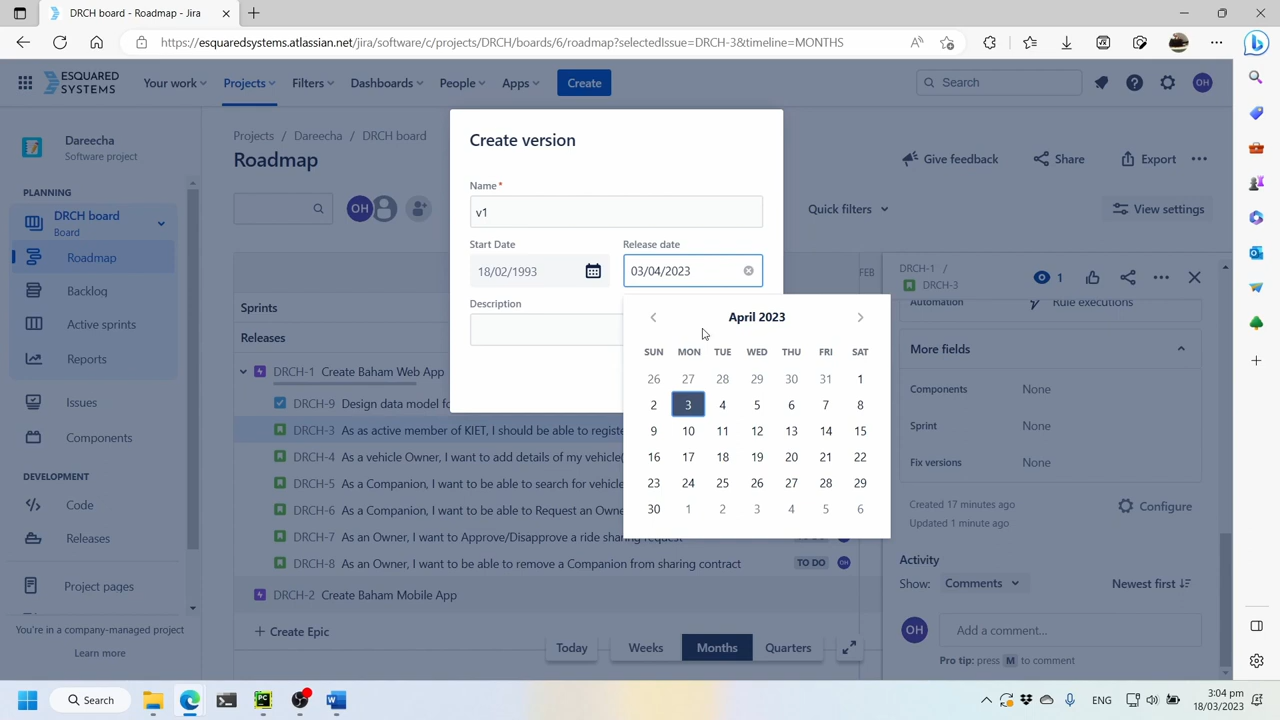 DRCH board - Roadmap - Jira
https://esquaredsystems.atlassian.net/jira/software/c/projects/DRCH/boards/6/roadmap?selectedIssue=DRCH-3&timeline=MONTHS
ESQUARED
SYSTEMS
Your work
Projects
Filters
Dashboards
People
Apps
Create
Search
OH
Dareecha
Software project
PLANNING
DRCH board
Board
Roadmap
Backlog
Active sprints
Reports
Issues
Components
DEVELOPMENT
Code
Releases
Project pages
You're in a company-managed project
Learn more
Projects / Dareecha / DRCH board
Roadmap
Give feedback
Share
Export
OH
Quick filters
View settings
FEB
Sprints
Releases
DRCH-1 Create Baham Web App
DRCH-9 Design data model fo
DRCH-3 As as active member of KIET, I should be able to registe
DRCH-4 As a vehicle Owner, I want to add details of my vehicle(
DRCH-5 As a Companion, I want to be able to search for vehicle
DRCH-6 As a Companion, I want to be able to Request an Owne
DRCH-7 As an Owner, I want to Approve/Disapprove a ride sharing request
DRCH-8 As an Owner, I want to be able to remove a Companion from sharing contract TO DO OH
DRCH-2 Create Baham Mobile App
Create Epic
Today
Weeks
Months
Quarters
Create version
Name *
v1
Start Date
18/02/1993
Release date
03/04/2023
Description
April 2023
SUN MON TUE WED THU FRI SAT
26 27 28 29 30 31 1
2 3 4 5 6 7 8
9 10 11 12 13 14 15
16 17 18 19 20 21 22
23 24 25 26 27 28 29
30 1 2 3 4 5 6
DRCH-1 /
DRCH-3
1
Automation Rule executions
More fields
Components None
Sprint None
Fix versions None
Created 17 minutes ago
Updated 1 minute ago
Configure
Activity
Show: Comments
Newest first
OH
Add a comment...
Pro tip: press M to comment
Search
ENG
3:04 pm
18/03/2023